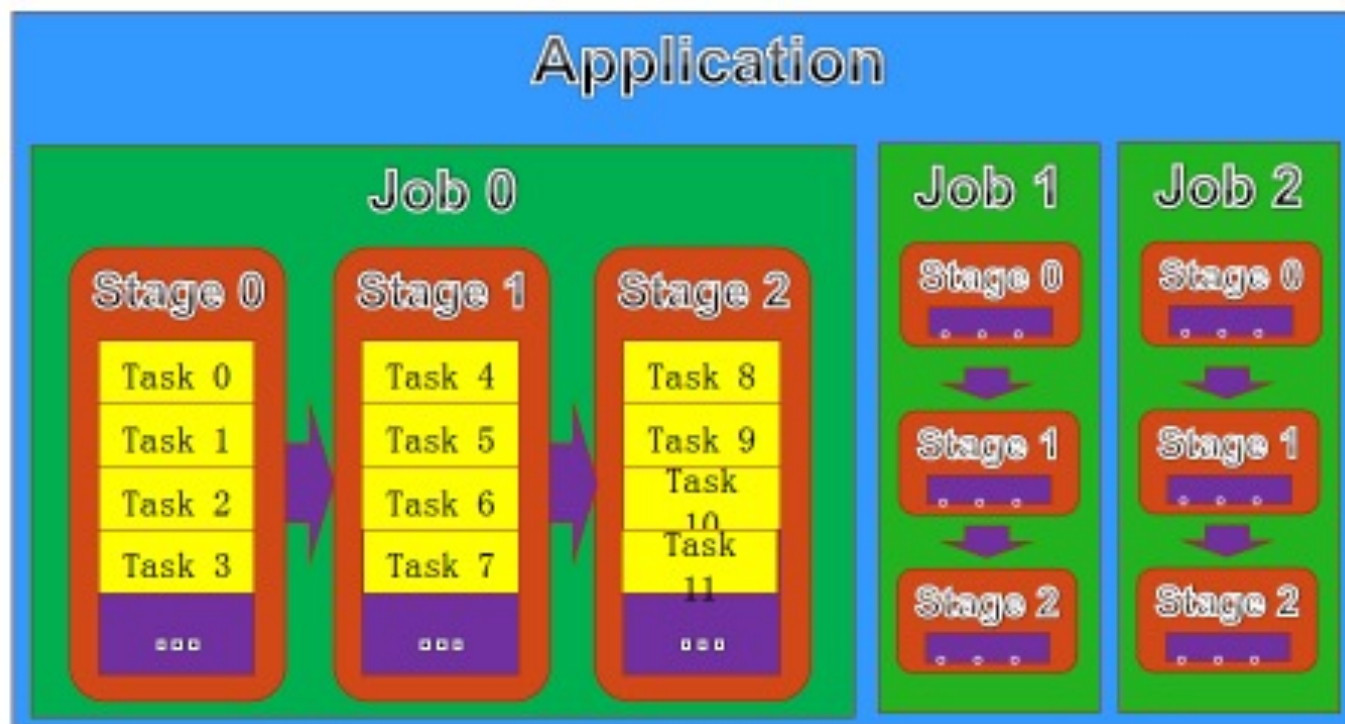 Application
Job 0
Stage 0
Task 0
Task 1
Task 2
Task 3
Stage 1
Task 4
Task 5
Task 6
Task 7
Stage 2
Task 8
Task 9
Task
10
Task
11
Job 1
Stage 0
Stage 1
Stage 2
Job 2
Stage 0
Stage 1
Stage 2